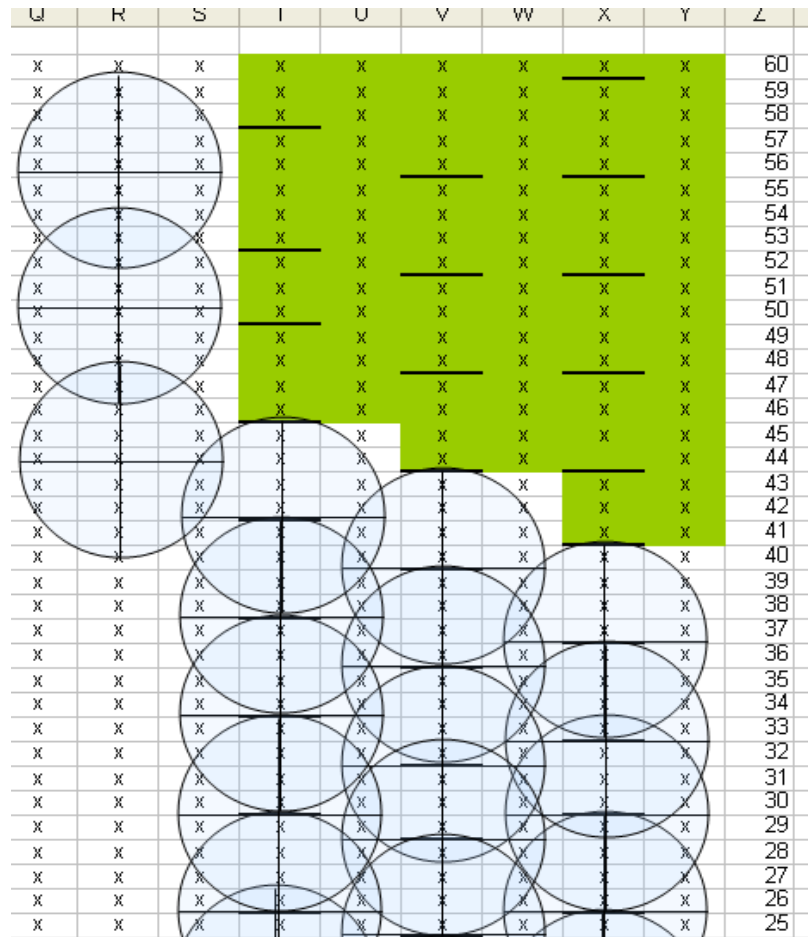 Q R S T U V W X Y Z
x x x x x x x x x 60
x x x x x x x x x 59
x x x x x x x x x 58
x x x x x x x x x 57
x x x x x x x x x 56
x x x x x x x x x 55
x x x x x x x x x 54
x x x x x x x x x 53
x x x x x x x x x 52
x x x x x x x x x 51
x x x x x x x x x 50
x x x x x x x x x 49
x x x x x x x x x 48
x x x x x x x x x 47
x x x x x x x x x 46
x x x x x x x x x 45
x x x x x x x x x 44
x x x x x x x x x 43
x x x x x x x x x 42
x x x x x x x x x 41
x x x x x x x x x 40
x x x x x x x x x 39
x x x x x x x x x 38
x x x x x x x x x 37
x x x x x x x x x 36
x x x x x x x x x 35
x x x x x x x x x 34
x x x x x x x x x 33
x x x x x x x x x 32
x x x x x x x x x 31
x x x x x x x x x 30
x x x x x x x x x 29
x x x x x x x x x 28
x x x x x x x x x 27
x x x x x x x x x 26
x x x x x x x x x 25